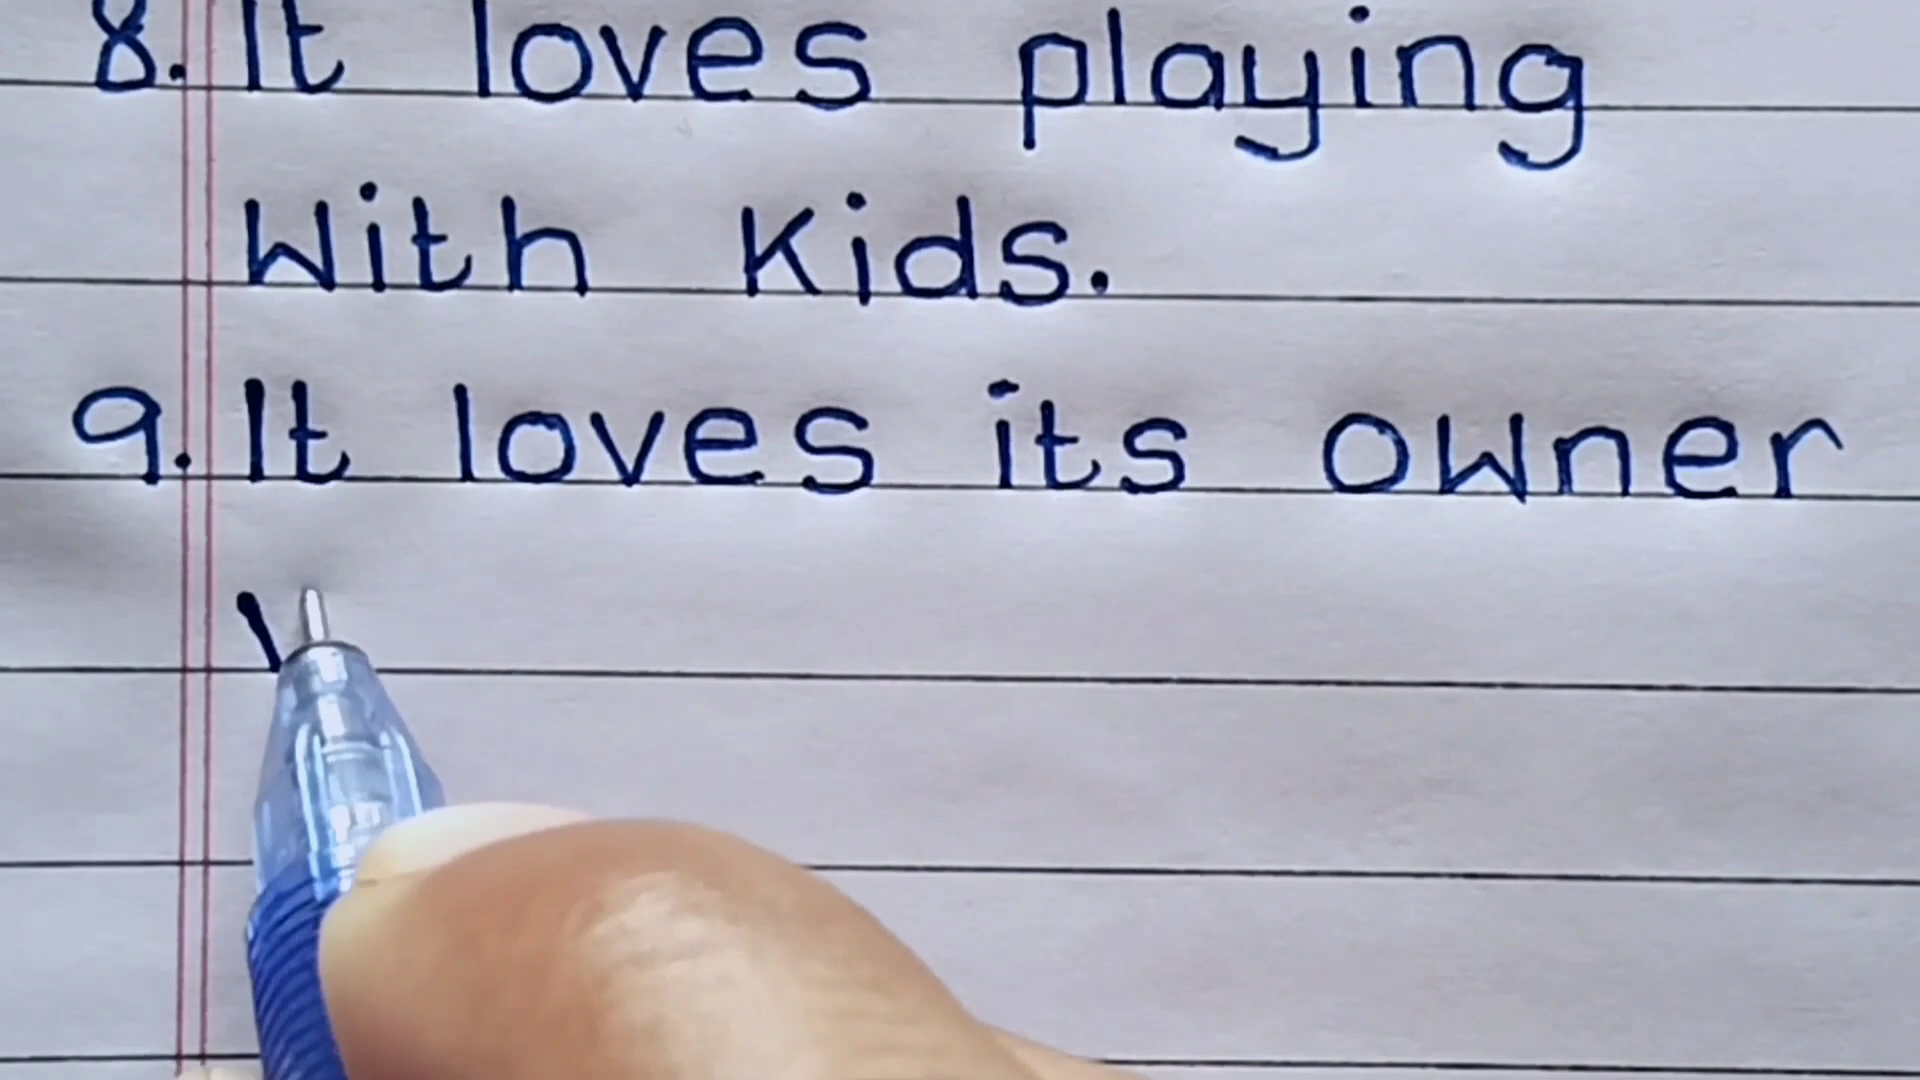 8. It loves playing
With Kids.
9. It loves its owner